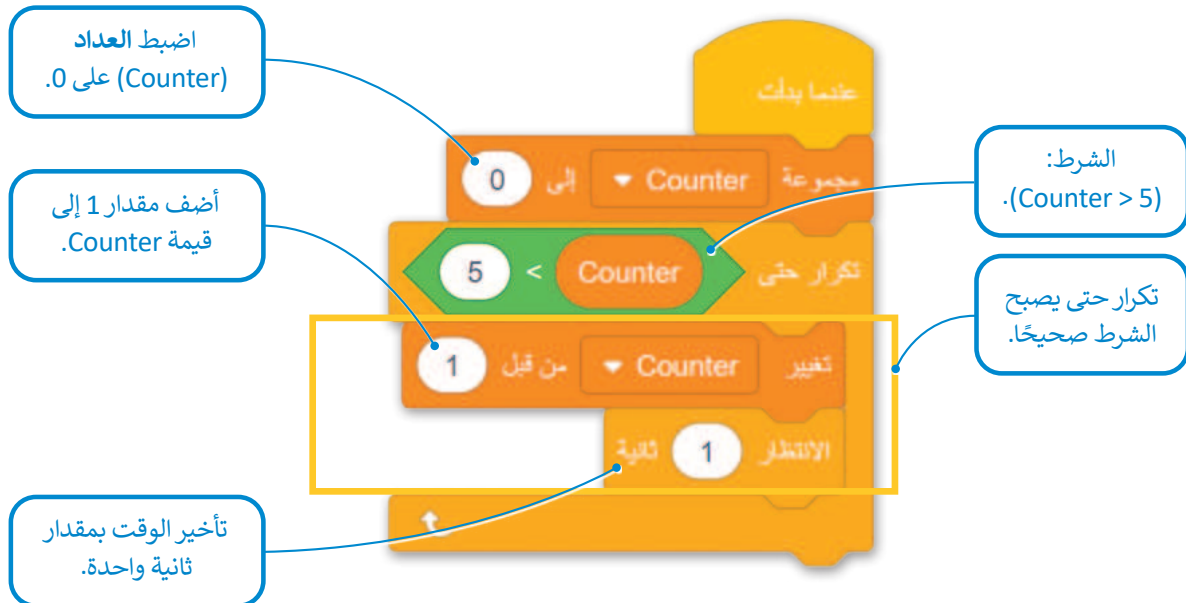 اضبط العداد
(Counter) على 0.
عندما بدأت
مجموعة Counter إلى 0
الشرط:
(Counter > 5).
أضف مقدار 1 إلى
قيمة Counter.
تكرار حتى Counter < 5
تكرار حتى يصبح
الشرط صحيحًا.
تغيير Counter من قبل 1
الانتظار 1 ثانية
تأخير الوقت بمقدار
ثانية واحدة.